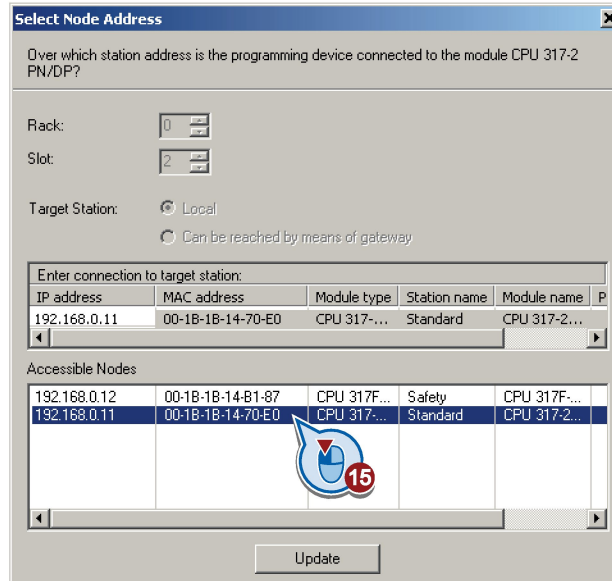 Select Node Address
Over which station address is the programming device connected to the module CPU 317-2
PN/DP?
Rack: 0
Slot: 2
Target Station: Local
Can be reached by means of gateway
Enter connection to target station:
IP address MAC address Module type Station name Module name P
192.168.0.11 00-1B-1B-14-70-E0 CPU 317-... Standard CPU 317-2...
Accessible Nodes
192.168.0.12 00-1B-1B-14-B1-87 CPU 317F... Safety CPU 317F-...
192.168.0.11 00-1B-1B-14-70-E0 CPU 317-... Standard CPU 317-2...
15
Update